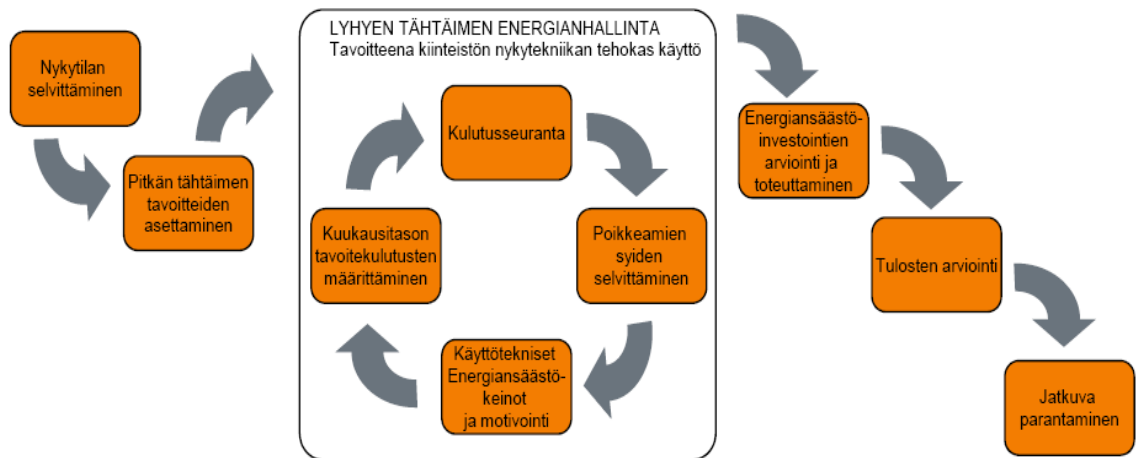 Nykytilan
selvittäminen
Pitkän tähtäimen
tavoitteiden
asettaminen
LYHYEN TÄHTÄIMEN ENERGIANHALLINTA
Tavoitteena kiinteistön nykytekniikan tehokas käyttö
Kulutusseuranta
Poikkeamien
syiden
selvittäminen
Käyttötekniset
Energiansäästö-
keinot
ja motivointi
Kuukausitason
tavoitekulutusten
määrittäminen
Energiansäästö-
investointien
arviointi ja
toteuttaminen
Tulosten arviointi
Jatkuva
parantaminen